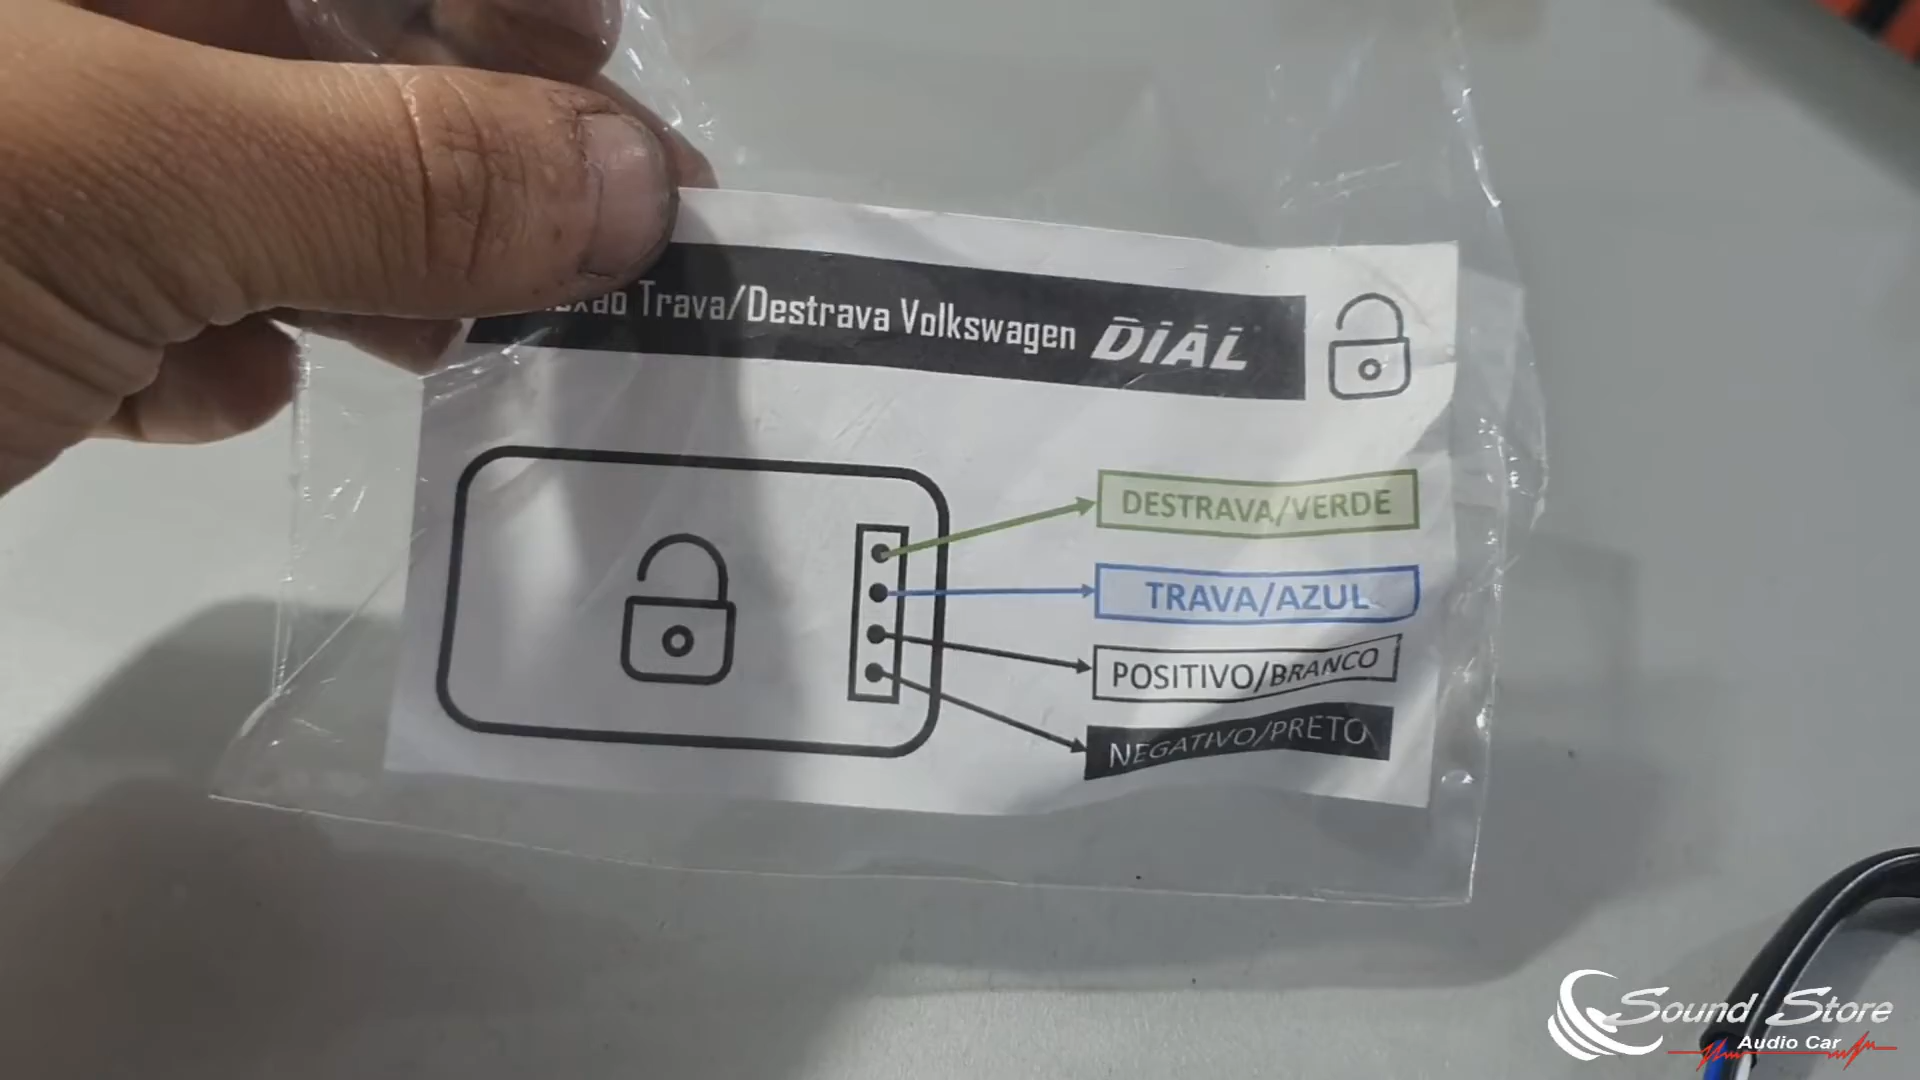 Trava/Destrava Volkswagen DIAL
DESTRAVA/VERDE
TRAVA/AZUL
POSITIVO/BRANCO
NEGATIVO/PRETO
Sound Store
Audio Car